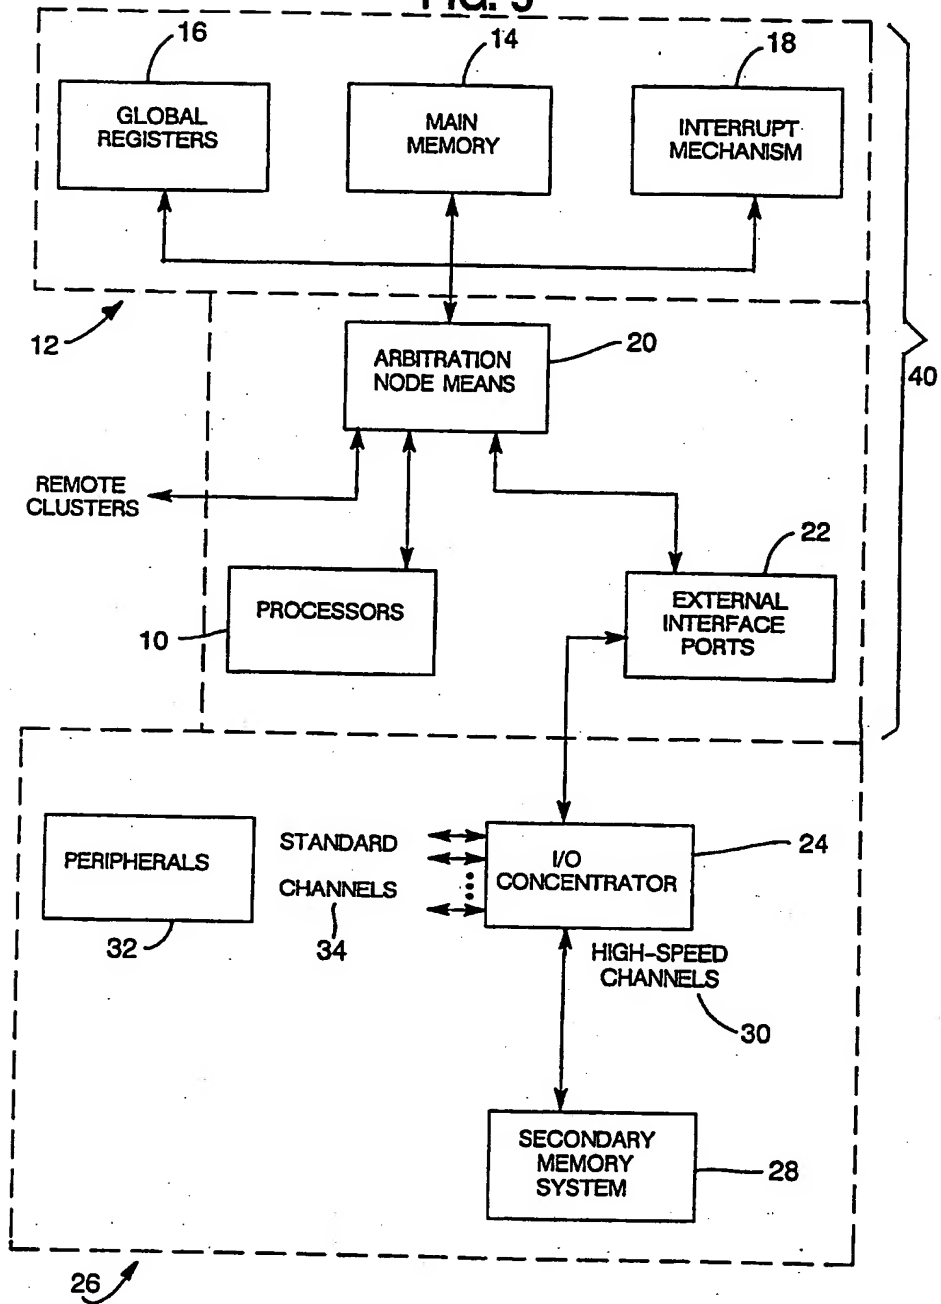 FIG. 3
16
14
18
GLOBAL
REGISTERS
MAIN
MEMORY
INTERRUPT
MECHANISM
12
ARBITRATION
NODE MEANS
20
40
REMOTE
CLUSTERS
22
PROCESSORS
10
EXTERNAL
INTERFACE
PORTS
PERIPHERALS
32
STANDARD
CHANNELS
34
I/O
CONCENTRATOR
24
HIGH-SPEED
CHANNELS
30
SECONDARY
MEMORY
SYSTEM
28
26